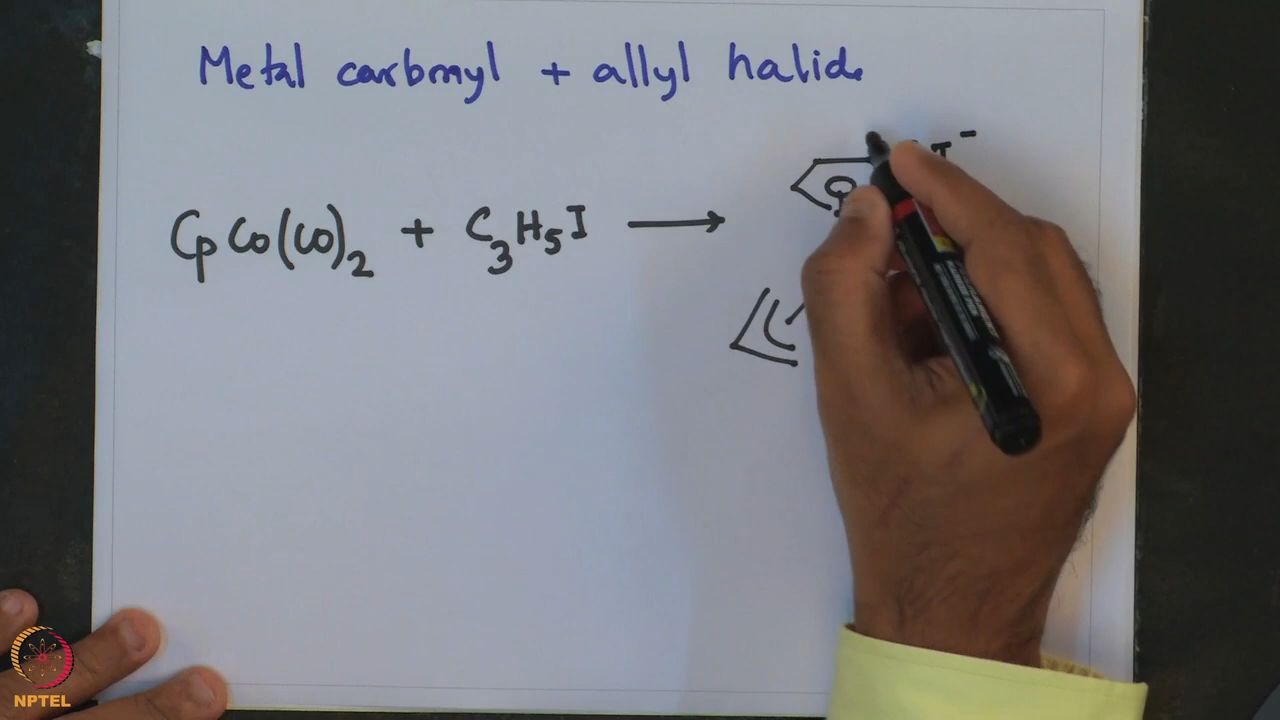 Metal carbonyl + allyl halide
I⁻
CpCo(CO)₂ + C₃H₅I →
NPTEL